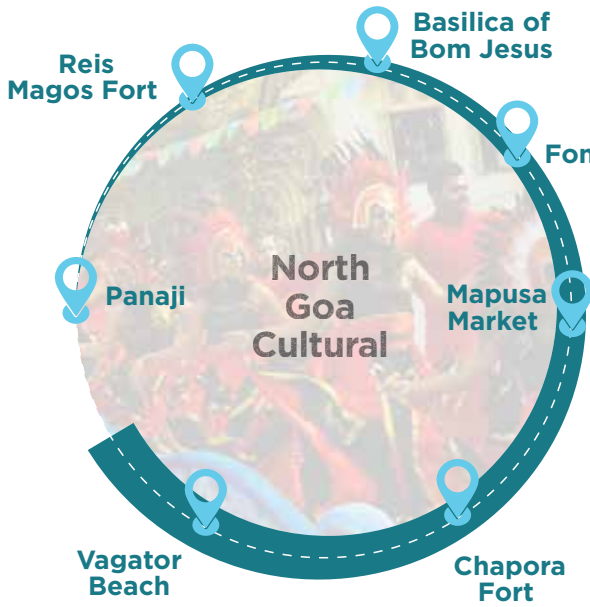 Basilica of
Bom Jesus
Reis
Magos Fort
North
Goa
Cultural
Panaji
Mapusa
Market
Vagator
Beach
Chapora
Fort